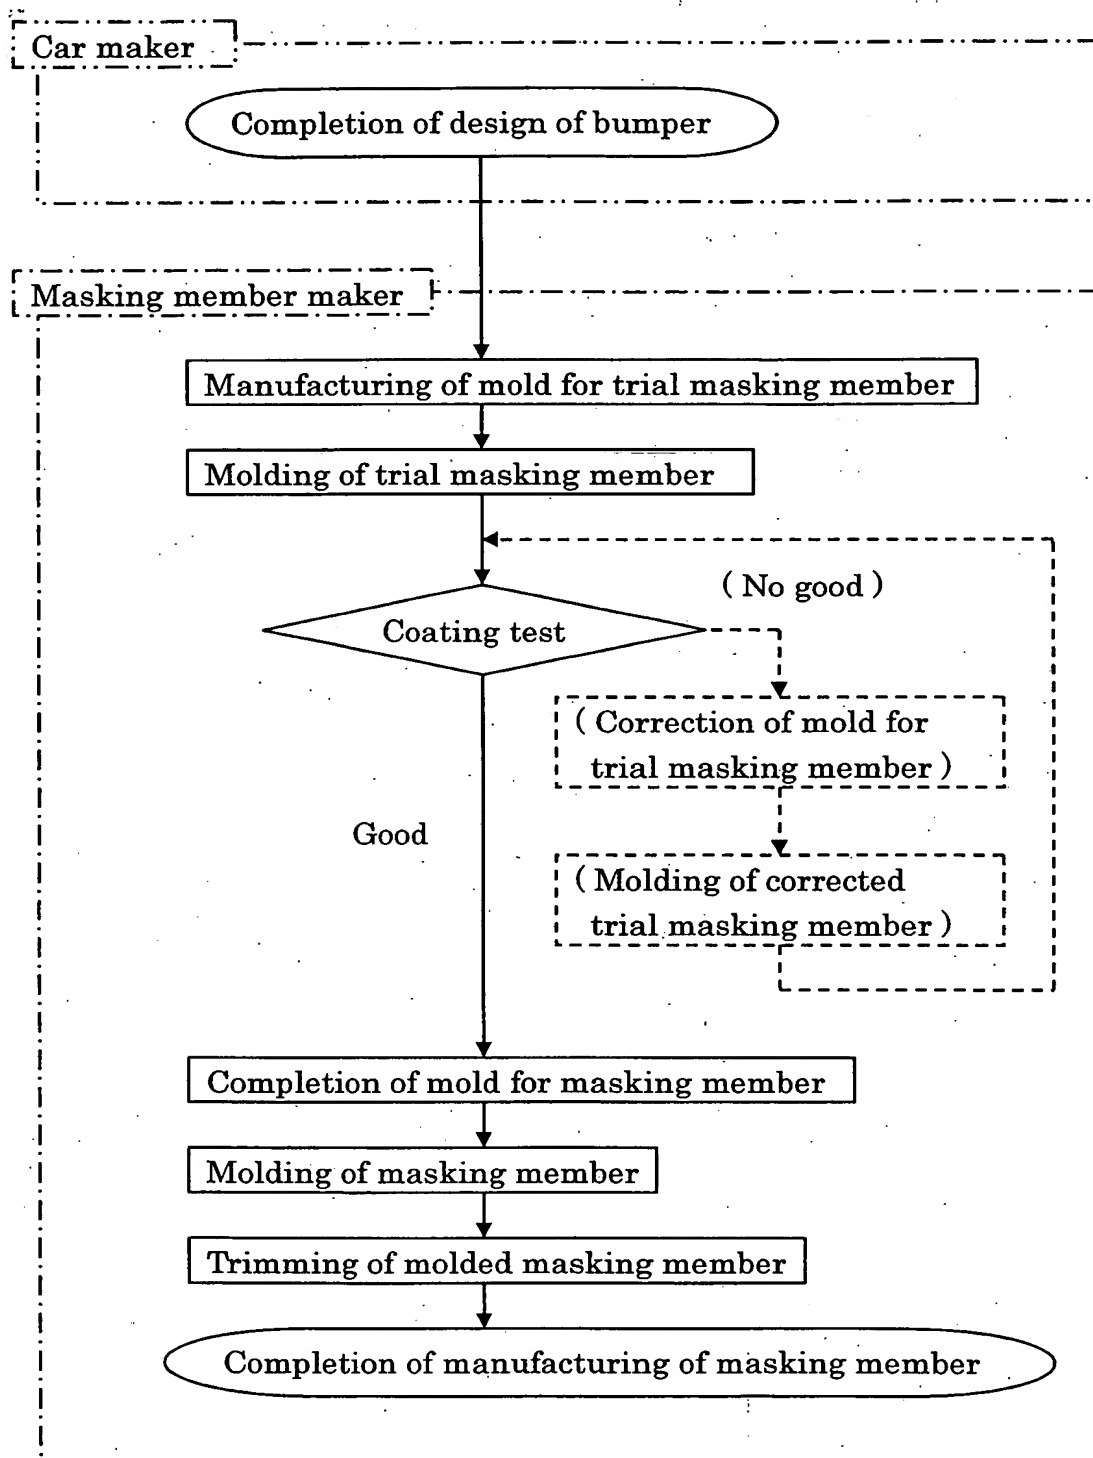 Car maker
Completion of design of bumper
Masking member maker
Manufacturing of mold for trial masking member
Molding of trial masking member
( No good )
Coating test
( Correction of mold for
trial masking member )
Good
( Molding of corrected
trial masking member )
Completion of mold for masking member
Molding of masking member
Trimming of molded masking member
Completion of manufacturing of masking member